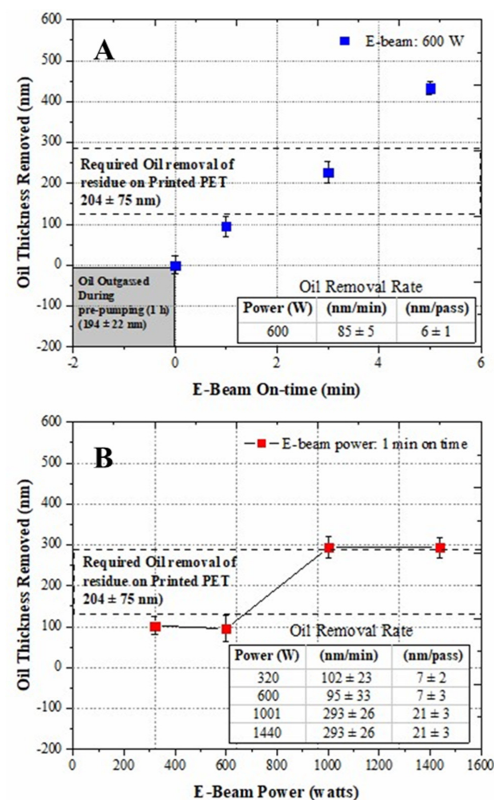 A
E-beam: 600 W
Oil Thickness Removed (nm)
600
500
400
300
200
100
0
-100
-200
Required Oil removal of
residue on Printed PET
204 ± 75 nm)
Oil Outgassed
During
pre-pumping (1 h)
(194 ± 22 nm)
Oil Removal Rate
Power (W) (nm/min) (nm/pass)
600 85 ± 5 6 ± 1
-2 0 2 4 6
E-Beam On-time (min)
B
E-beam power: 1 min on time
Oil Thickness Removed (nm)
600
500
400
300
200
100
0
-100
-200
Required Oil removal of
residue on Printed PET
204 ± 75 nm)
Oil Removal Rate
Power (W) (nm/min) (nm/pass)
320 102 ± 23 7 ± 2
600 95 ± 33 7 ± 3
1001 293 ± 26 21 ± 3
1440 293 ± 26 21 ± 3
0 200 400 600 800 1000 1200 1400 1600
E-Beam Power (watts)